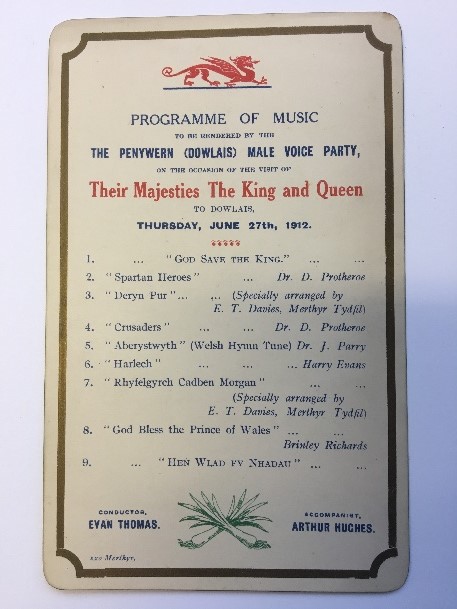 PROGRAMME OF MUSIC
TO BE RENDERED BY THE
THE PENYWERN (DOWLAIS) MALE VOICE PARTY,
ON THE OCCASION OF THE VISIT OF
Their Majesties The King and Queen
TO DOWLAIS,
THURSDAY, JUNE 27th, 1912.
1. ... "GOD SAVE THE KING." ... ...
2. "Spartan Heroes" ... Dr. D. Protheroe
3. "Deryn Pur" ... ... (Specially arranged by
E. T. Davies, Merthyr Tydfil)
4. "Crusaders" ... ... Dr. D. Protheroe
5. "Aberystwyth" (Welsh Hymn Tune) Dr. J. Parry
6. "Harlech" ... ... ... Harry Evans
7. "Rhyfelgyrch Cadben Morgan" ... ...
(Specially arranged by
E. T. Davies, Merthyr Tydfil)
8. "God Bless the Prince of Wales" ... ...
Brinley Richards
9. ... "HEN WLAD FY NHADAU" ... ...
CONDUCTOR,
EVAN THOMAS.
ACCOMPANIST,
ARTHUR HUGHES.
Merthyr,